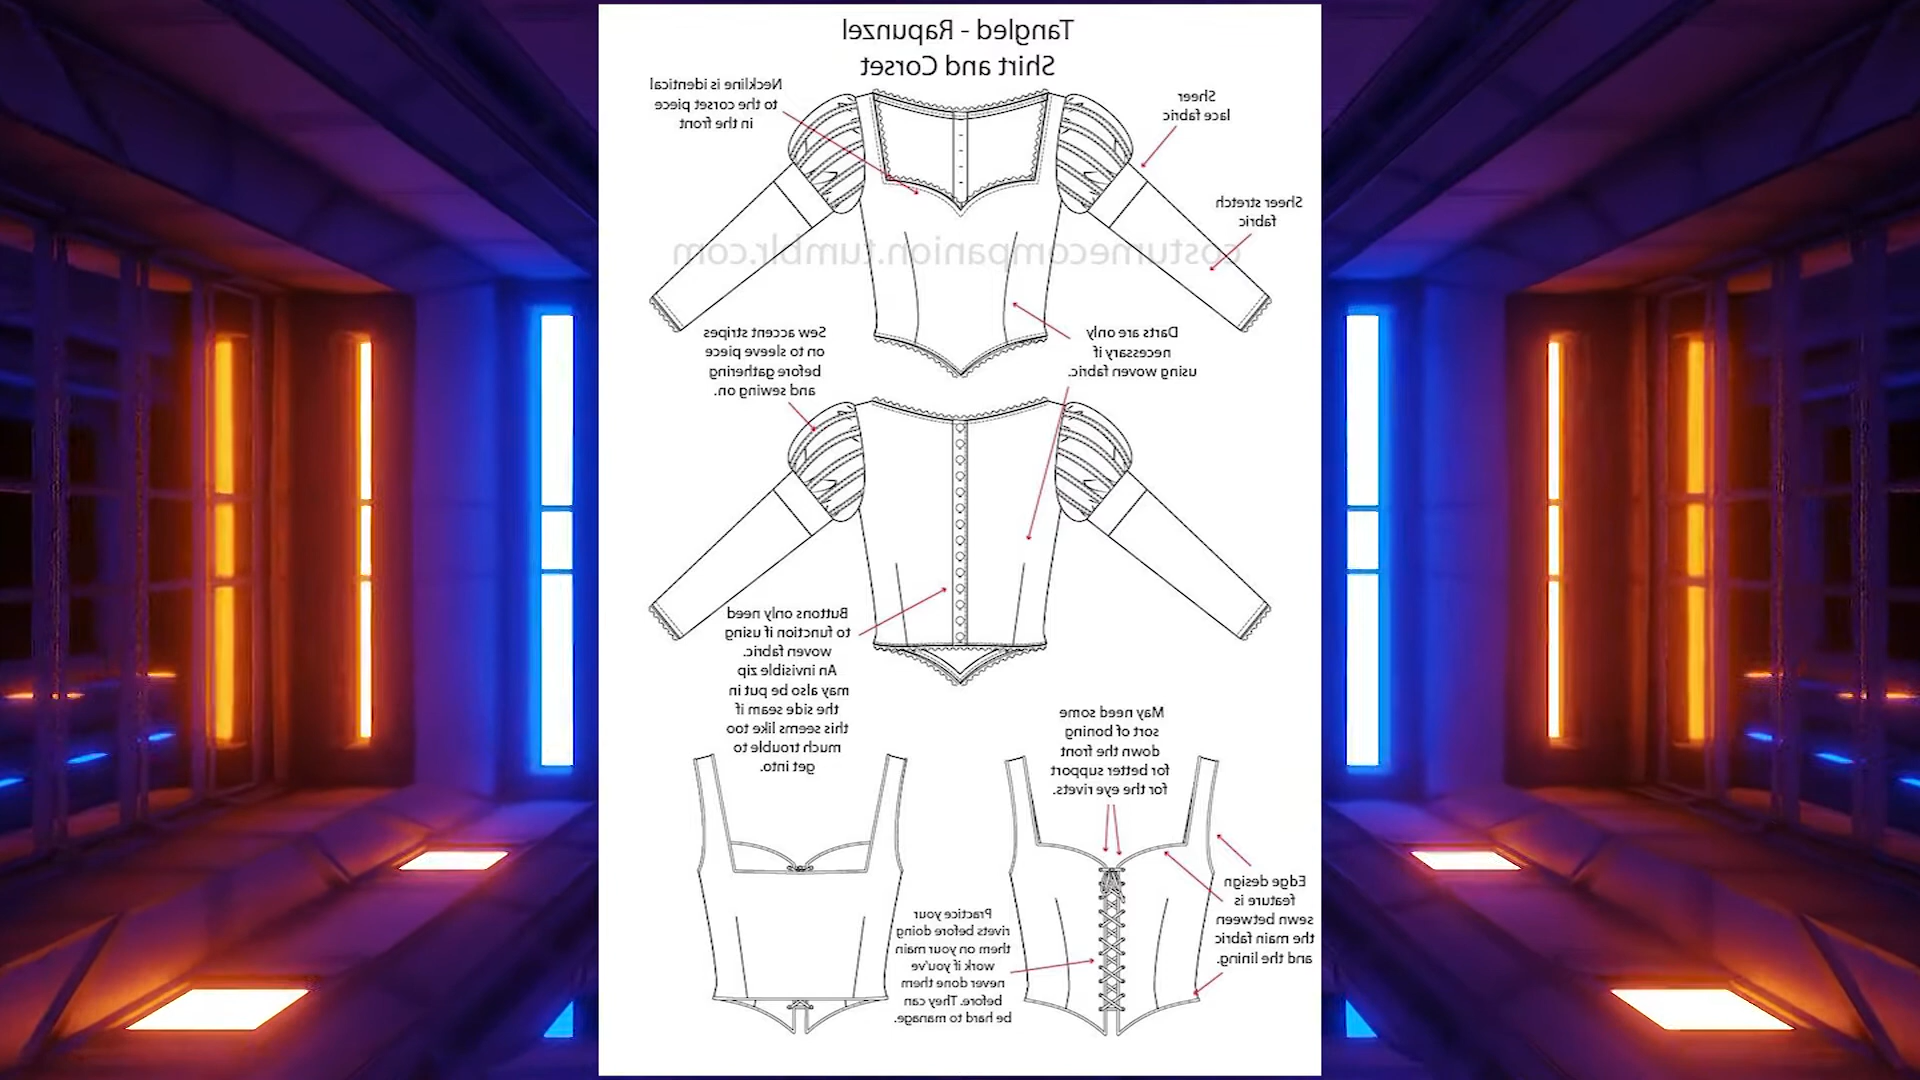 Tangled - Rapunzel
Shirt and Corset
Sheer
lace fabric
Neckline is identical
to the corset piece
in the front
Sheer stretch
fabric
costumecompanion.tumblr.com
Darts are only
necessary if
using woven fabric.
Sew accent stripes
on to sleeve piece
before gathering
and sewing on.
Buttons only need
to function if using
woven fabric.
An invisible zip
may also be put in
the side seam if
this seems like too
much trouble to
get into.
May need some
sort of boning
down the front
for better support
for the eye rivets.
Edge design
feature is
sewn between
the main fabric
and the lining.
Practice your
rivets before doing
them on your main
work if you've
never done them
before. They can
be hard to manage.